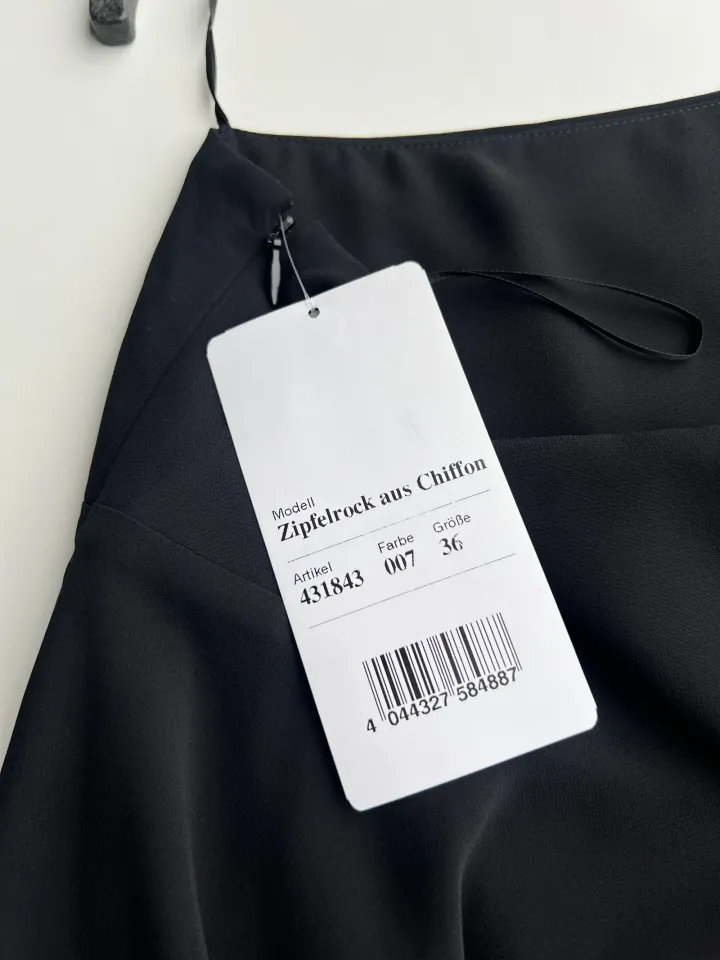 Modell
Zipfelrock aus Chiffon
Artikel Farbe Größe
431843 007 36
4 044327 584887